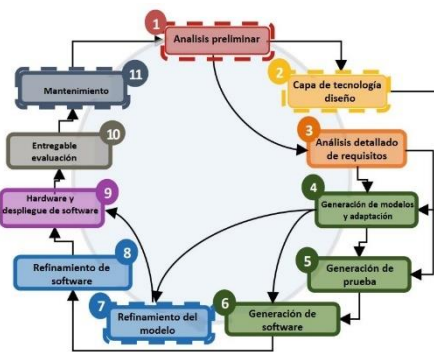 1
Analisis preliminar
2
Capa de tecnología
diseño
3
Análisis detallado
de requisitos
4
Generación de modelos
y adaptación
5
Generación de
prueba
6
Generación de
software
7
Refinamiento del
modelo
8
Refinamiento de
software
9
Hardware y
despliegue de software
10
Entregable
evaluación
11
Mantenimiento